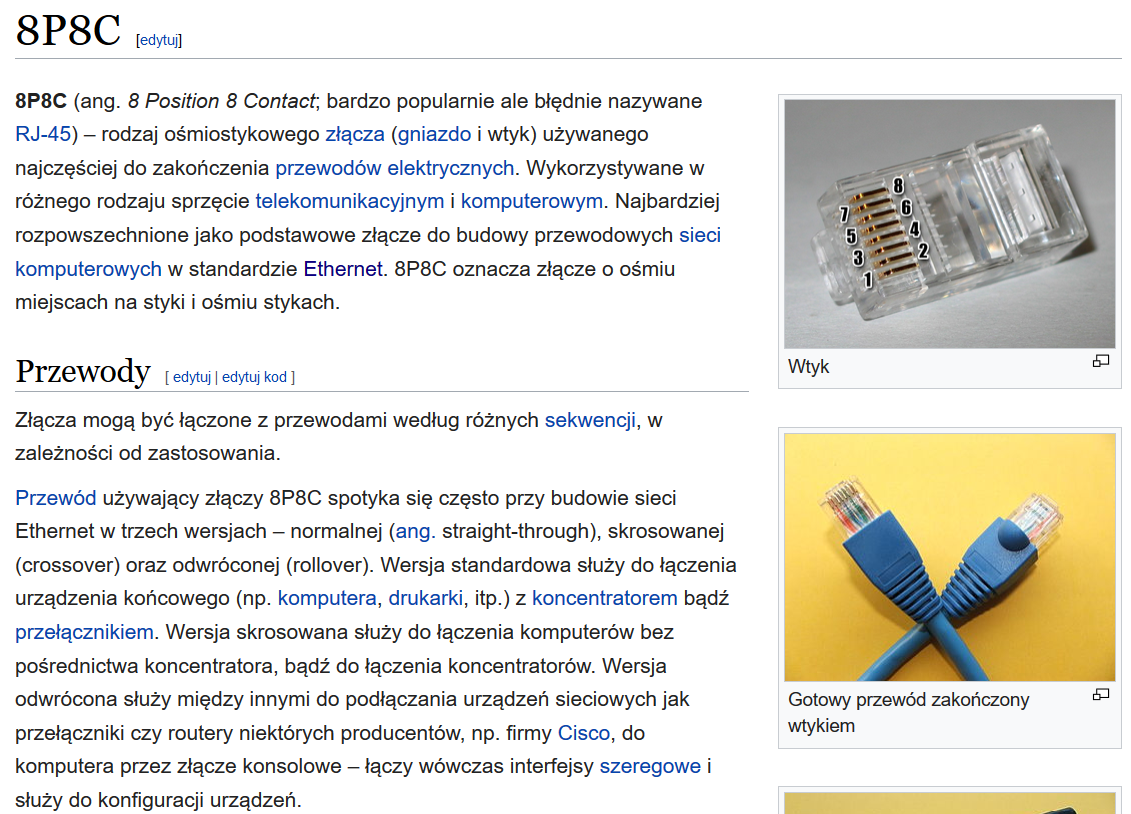 8P8C [edytuj]
8P8C (ang. 8 Position 8 Contact; bardzo popularnie ale błędnie nazywane
RJ-45) – rodzaj ośmiostykowego złącza (gniazdo i wtyk) używanego
najczęściej do zakończenia przewodów elektrycznych. Wykorzystywane w
różnego rodzaju sprzęcie telekomunikacyjnym i komputerowym. Najbardziej
rozpowszechnione jako podstawowe złącze do budowy przewodowych sieci
komputerowych w standardzie Ethernet. 8P8C oznacza złącze o ośmiu
miejscach na styki i ośmiu stykach.
Przewody [ edytuj | edytuj kod ]
Złącza mogą być łączone z przewodami według różnych sekwencji, w
zależności od zastosowania.
Przewód używający złączy 8P8C spotyka się często przy budowie sieci
Ethernet w trzech wersjach – normalnej (ang. straight-through), skrosowanej
(crossover) oraz odwróconej (rollover). Wersja standardowa służy do łączenia
urządzenia końcowego (np. komputera, drukarki, itp.) z koncentratorem bądź
przełącznikiem. Wersja skrosowana służy do łączenia komputerów bez
pośrednictwa koncentratora, bądź do łączenia koncentratorów. Wersja
odwrócona służy między innymi do podłączania urządzeń sieciowych jak
przełączniki czy routery niektórych producentów, np. firmy Cisco, do
komputera przez złącze konsolowe – łączy wówczas interfejsy szeregowe i
służy do konfiguracji urządzeń.
8
7
6
5
4
3
2
1
Wtyk
Gotowy przewód zakończony
wtykiem